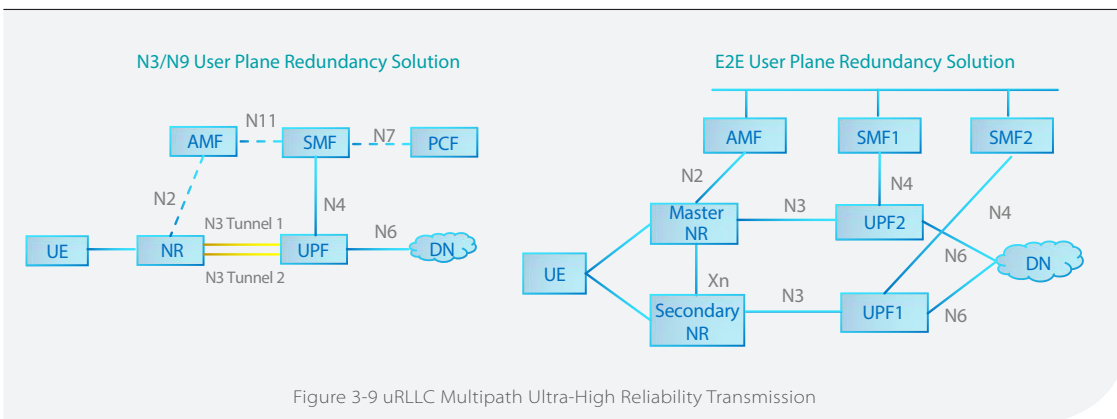 N3/N9 User Plane Redundancy Solution
N11
N7
AMF
SMF
PCF
N2
N4
N3 Tunnel 1
N6
UE
NR
UPF
DN
N3 Tunnel 2
E2E User Plane Redundancy Solution
AMF
SMF1
SMF2
N2
N4
Master
NR
N3
UPF2
N4
N6
UE
DN
Xn
Secondary
NR
N3
UPF1
N6
Figure 3-9 uRLLC Multipath Ultra-High Reliability Transmission